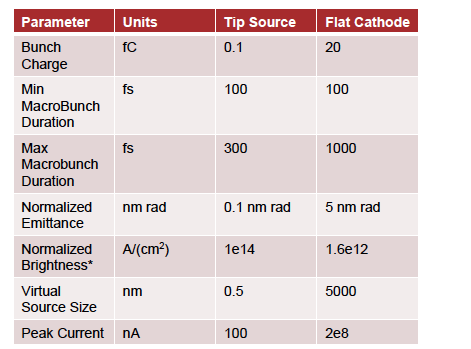 Parameter Units Tip Source Flat Cathode
Bunch fC 0.1 20
Charge
Min fs 100 100
MacroBunch
Duration
Max fs 300 1000
Macrobunch
Duration
Normalized nm rad 0.1 nm rad 5 nm rad
Emittance
Normalized A/(cm²) 1e14 1.6e12
Brightness*
Virtual nm 0.5 5000
Source Size
Peak Current nA 100 2e8